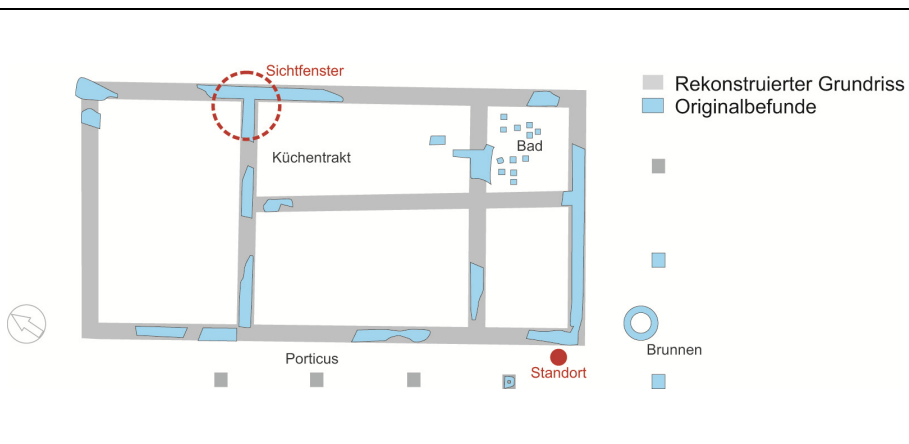 Sichtfenster
Rekonstruierter Grundriss
Originalbefunde
Bad
Küchentrakt
Brunnen
Porticus
Standort